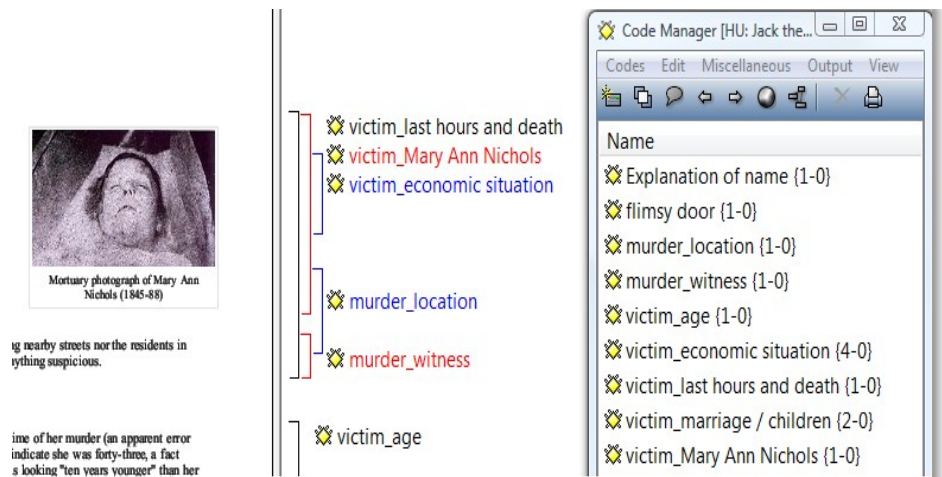 Mortuary photograph of Mary Ann
Nichols (1845-88)
nearby streets nor the residents in
anything suspicious.
time of her murder (an apparent error
indicate she was forty-three, a fact
s looking "ten years younger" than her
victim_last hours and death
victim_Mary Ann Nichols
victim_economic situation
murder_location
murder_witness
victim_age
Code Manager [HU: Jack the...
Codes Edit Miscellaneous Output View
Name
Explanation of name {1-0}
flimsy door {1-0}
murder_location {1-0}
murder_witness {1-0}
victim_age {1-0}
victim_economic situation {4-0}
victim_last hours and death {1-0}
victim_marriage / children {2-0}
victim_Mary Ann Nichols {1-0}